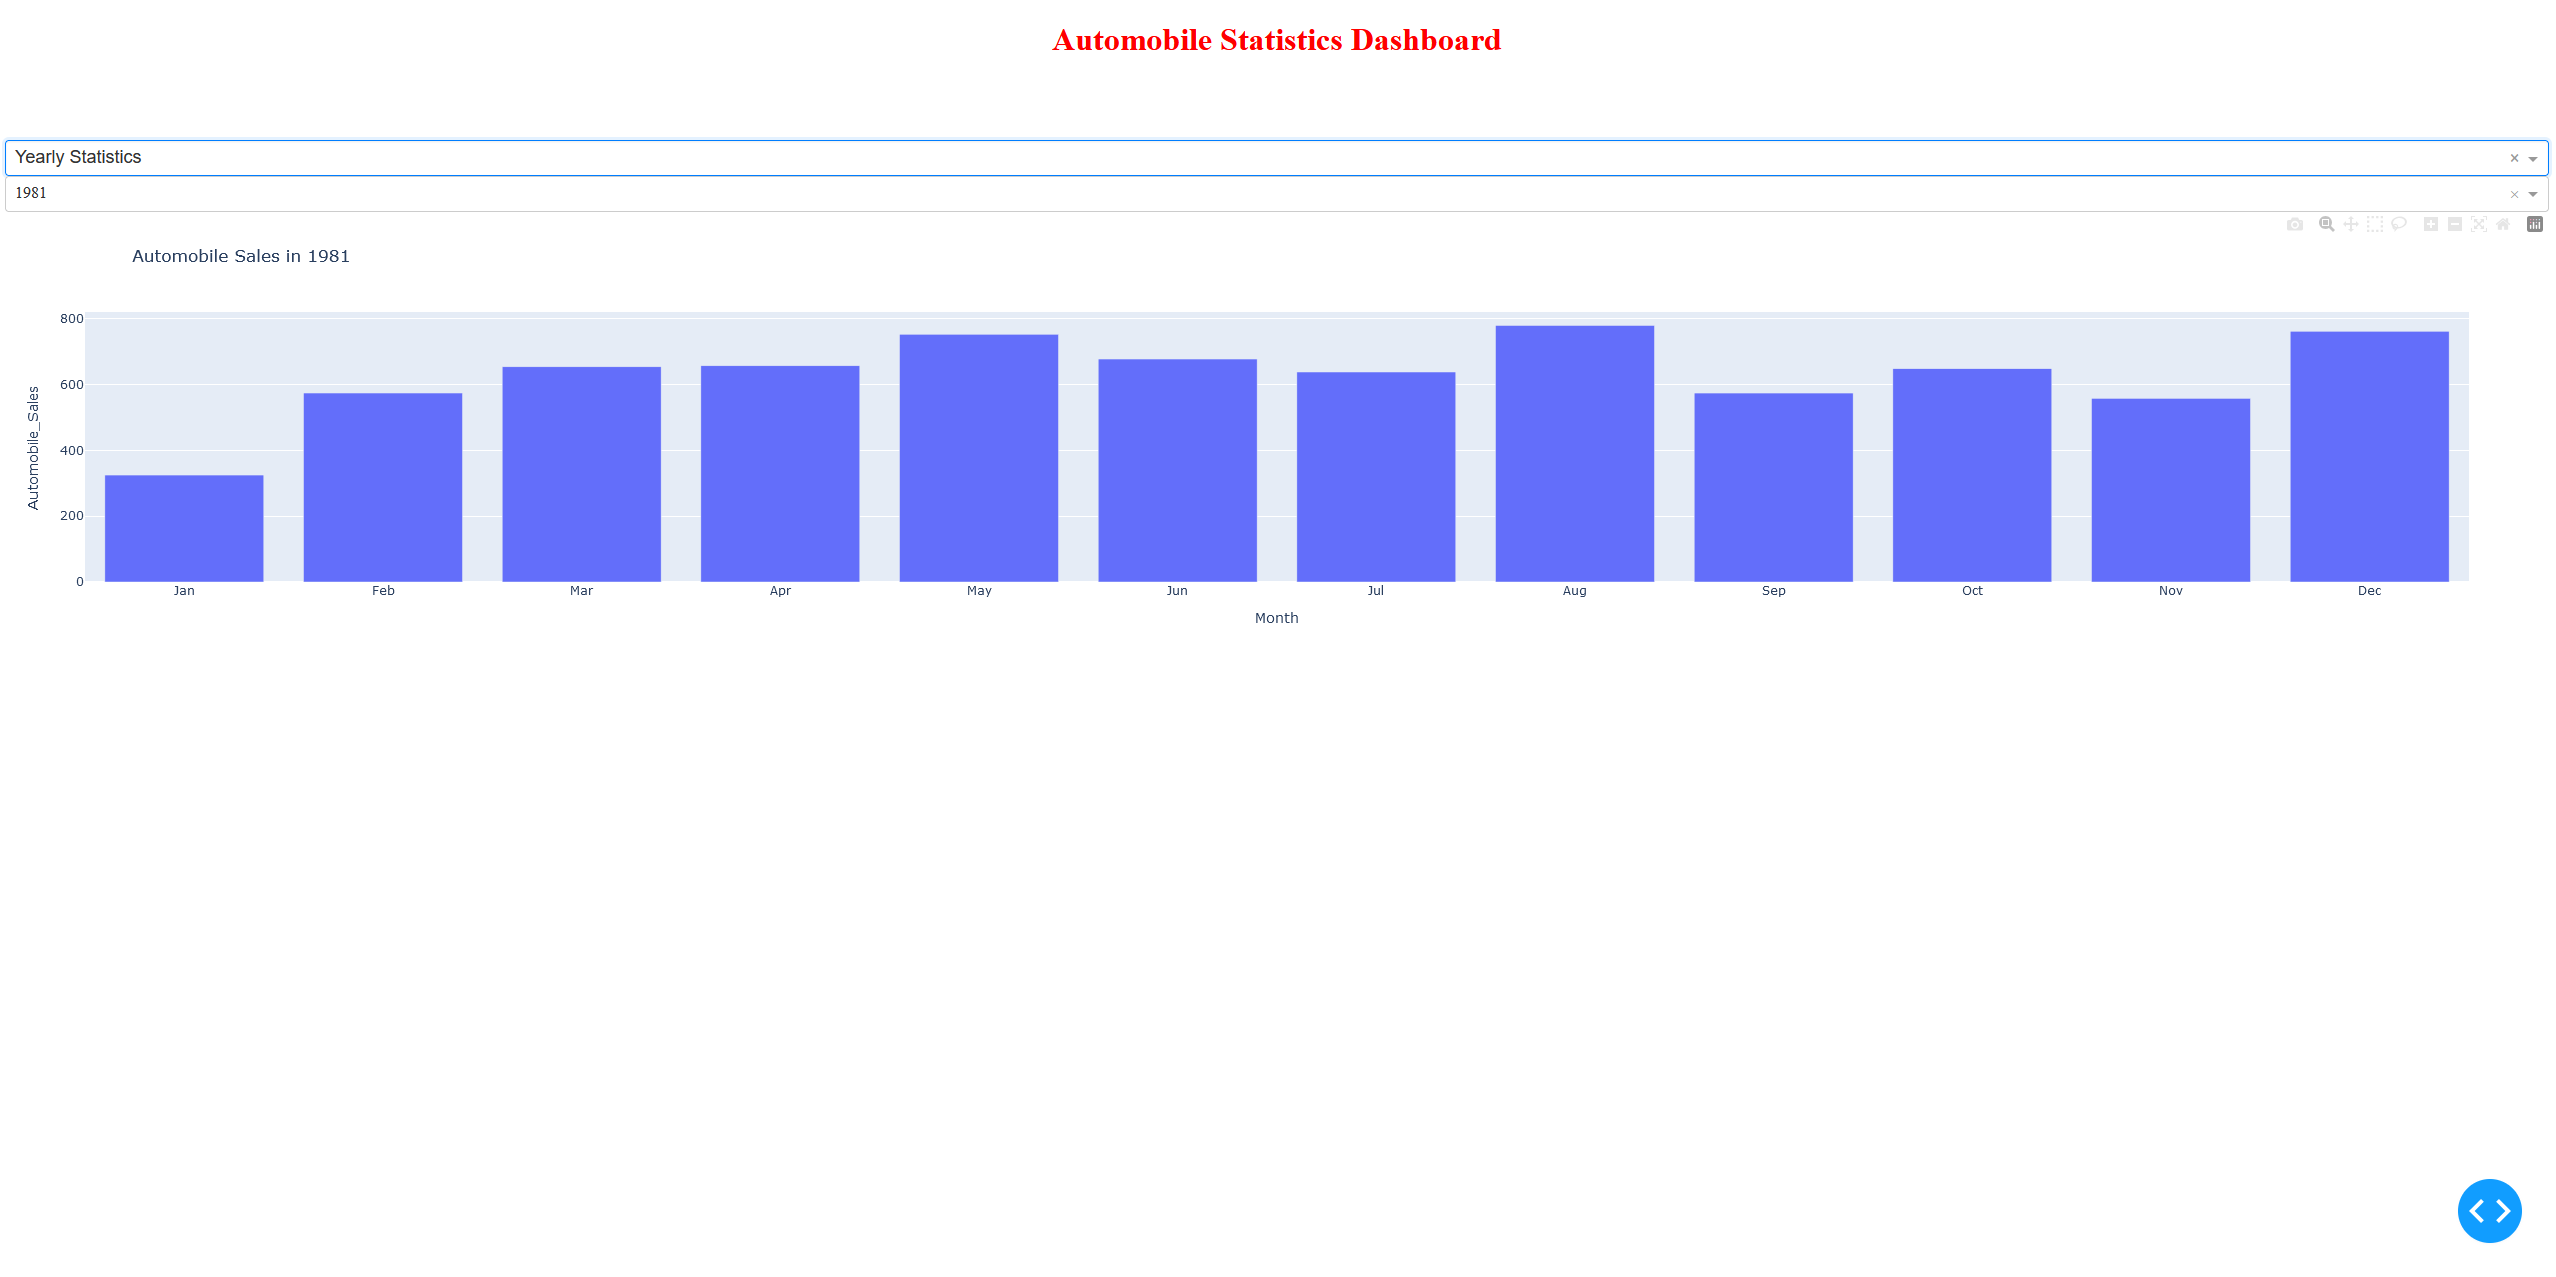 Automobile Statistics Dashboard
Yearly Statistics
1981
Automobile Sales in 1981
Automobile_Sales
800
600
400
200
0
Jan Feb Mar Apr May Jun Jul Aug Sep Oct Nov Dec
Month